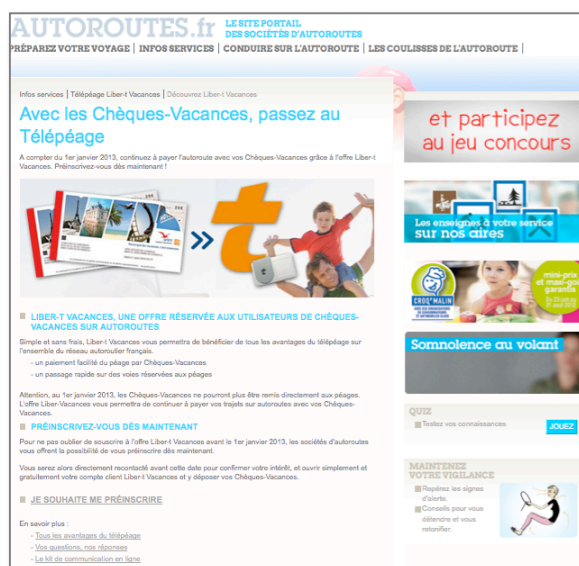 AUTOROUTES.fr
LE SITE PORTAIL
DES SOCIÉTÉS D'AUTOROUTES
PRÉPAREZ VOTRE VOYAGE | INFOS SERVICES | CONDUIRE SUR L'AUTOROUTE | LES COULISSES DE L'AUTOROUTE |
Infos services | Télépéage Liber-t Vacances | Découvrez Liber-t Vacances
Avec les Chèques-Vacances, passez au
Télépéage
A compter du 1er janvier 2013, continuez à payer l'autoroute avec vos Chèques-Vacances grâce à l'offre Liber-t
Vacances. Préinscrivez-vous dès maintenant !
t
LIBER-T VACANCES, UNE OFFRE RÉSERVÉE AUX UTILISATEURS DE CHÈQUES-
VACANCES SUR AUTOROUTES
Simple et sans frais, Liber-t Vacances vous permettra de bénéficier de tous les avantages du télépéage sur
l'ensemble du réseau autoroutier français.
- un paiement facilité du péage par Chèques-Vacances
- un passage rapide sur des voies réservées aux péages
Attention, au 1er janvier 2013, les Chèques-Vacances ne pourront plus être remis directement aux péages.
L'offre Liber-Vacances vous permettra de continuer à payer vos trajets sur autoroutes avec vos Chèques-
Vacances.
PRÉINSCRIVEZ-VOUS DÈS MAINTENANT
Pour ne pas oublier de souscrire à l'offre Liber-t Vacances avant le 1er janvier 2013, les sociétés d'autoroutes
vous offrent la possibilité de vous préinscrire dès maintenant.
Vous serez alors directement recontacté avant cette date pour confirmer votre intérêt, et ouvrir simplement et
gratuitement votre compte client Liber-t Vacances et y déposer vos Chèques-Vacances.
JE SOUHAITE ME PRÉINSCRIRE
En savoir plus :
- Tous les avantages du télépéage
- Vos questions, nos réponses
- Le kit de communication en ligne
et participez
au jeu concours
Les enseignes à votre service
sur nos aires
CROQ'MALIN
mini-prix
et maxi-goût
garantis
Somnolence au volant
QUIZ
Testez vos connaissances
JOUEZ
MAINTENEZ
VOTRE VIGILANCE
Repérez les signes
d'alerte.
Conseils pour vous
détendre et vous
retonifier.